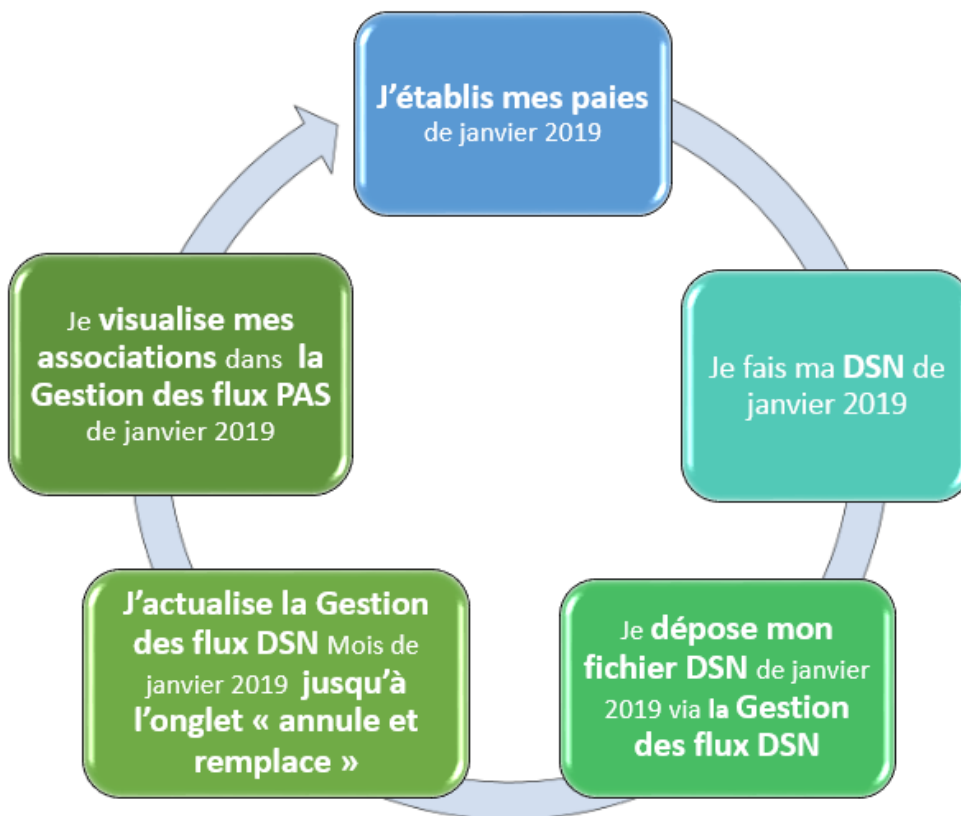 J’établis mes paies
de janvier 2019
Je fais ma DSN de
janvier 2019
Je dépose mon
fichier DSN de janvier
2019 via la Gestion
des flux DSN
J’actualise la Gestion
des flux DSN Mois de
janvier 2019 jusqu’à
l’onglet « annule et
remplace »
Je visualise mes
associations dans la
Gestion des flux PAS
de janvier 2019